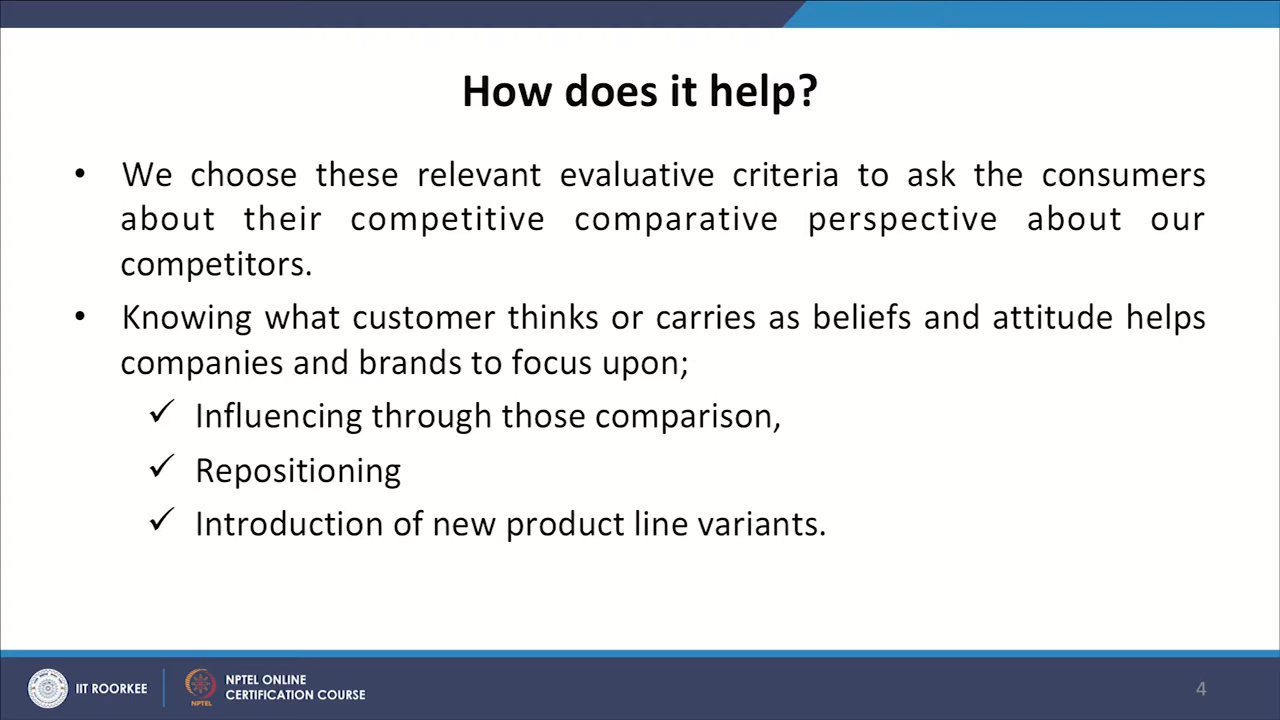 How does it help?
• We choose these relevant evaluative criteria to ask the consumers
about their competitive comparative perspective about our
competitors.
• Knowing what customer thinks or carries as beliefs and attitude helps
companies and brands to focus upon;
✓ Influencing through those comparison,
✓ Repositioning
✓ Introduction of new product line variants.
IIT ROORKEE
NPTEL
NPTEL ONLINE
CERTIFICATION COURSE
4